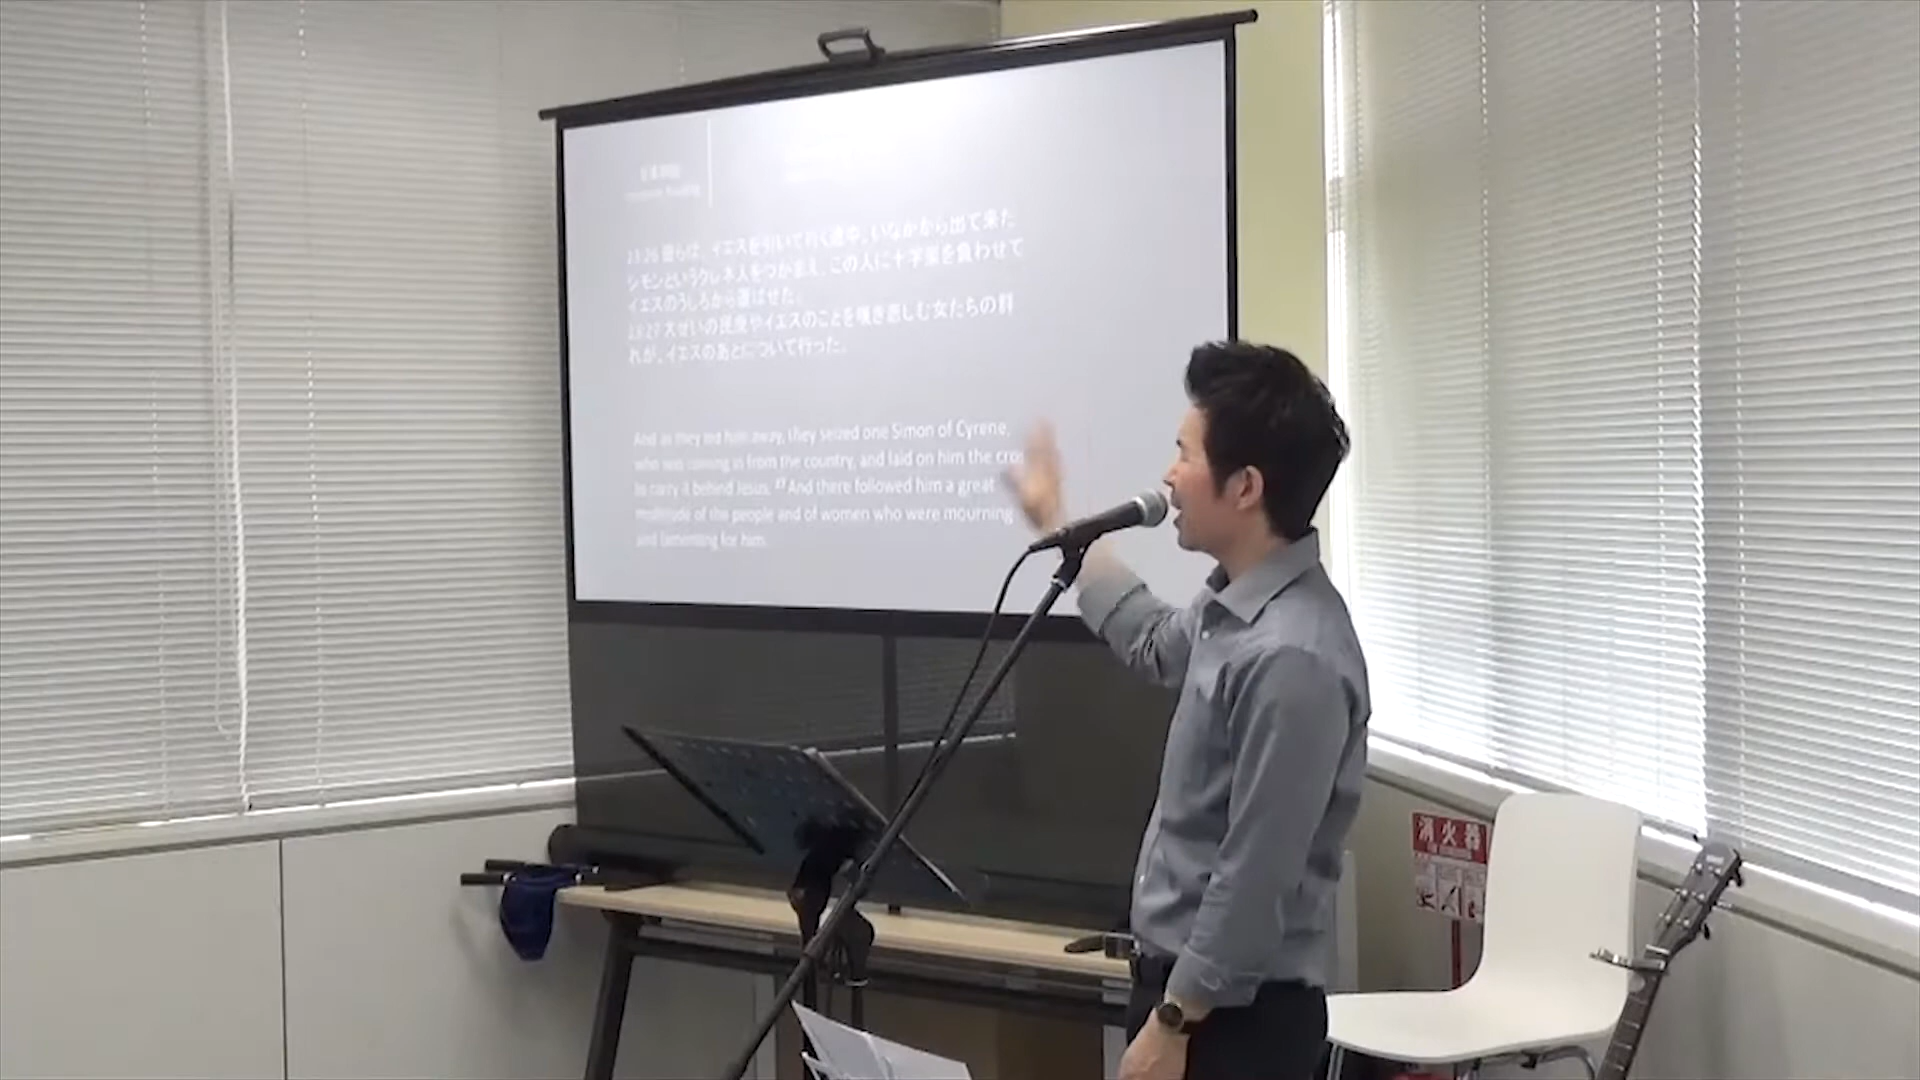 23:26 彼らは、イエスを引いて行く途中、いなかから出て来た
シモンというクレネ人をつかまえ、この人に十字架を負わせて
イエスのうしろから運ばせた。
23:27 大ぜいの民衆やイエスのことを嘆き悲しむ女たちの群
れが、イエスのあとについて行った。
And as they led him away, they seized one Simon of Cyrene,
who was coming in from the country, and laid on him the cros
to carry it behind Jesus. 27 And there followed him a great
multitude of the people and of women who were mourning
and lamenting for him.
消火器